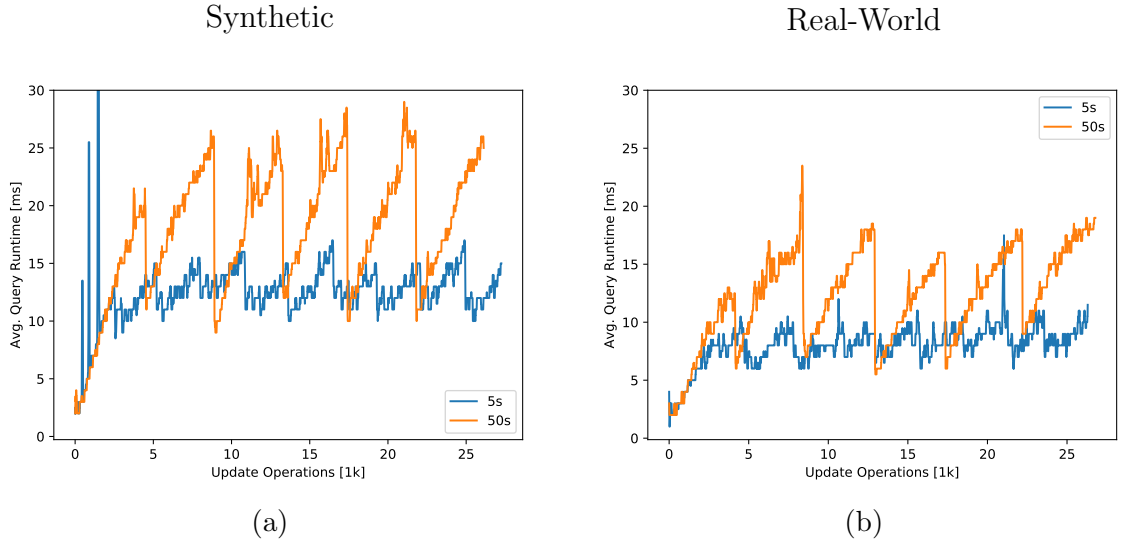 Synthetic
Real-World
30
25
20
15
10
5
0
Avg. Query Runtime [ms]
5s
50s
0 5 10 15 20 25
Update Operations [1k]
(a)
30
25
20
15
10
5
0
Avg. Query Runtime [ms]
5s
50s
0 5 10 15 20 25
Update Operations [1k]
(b)